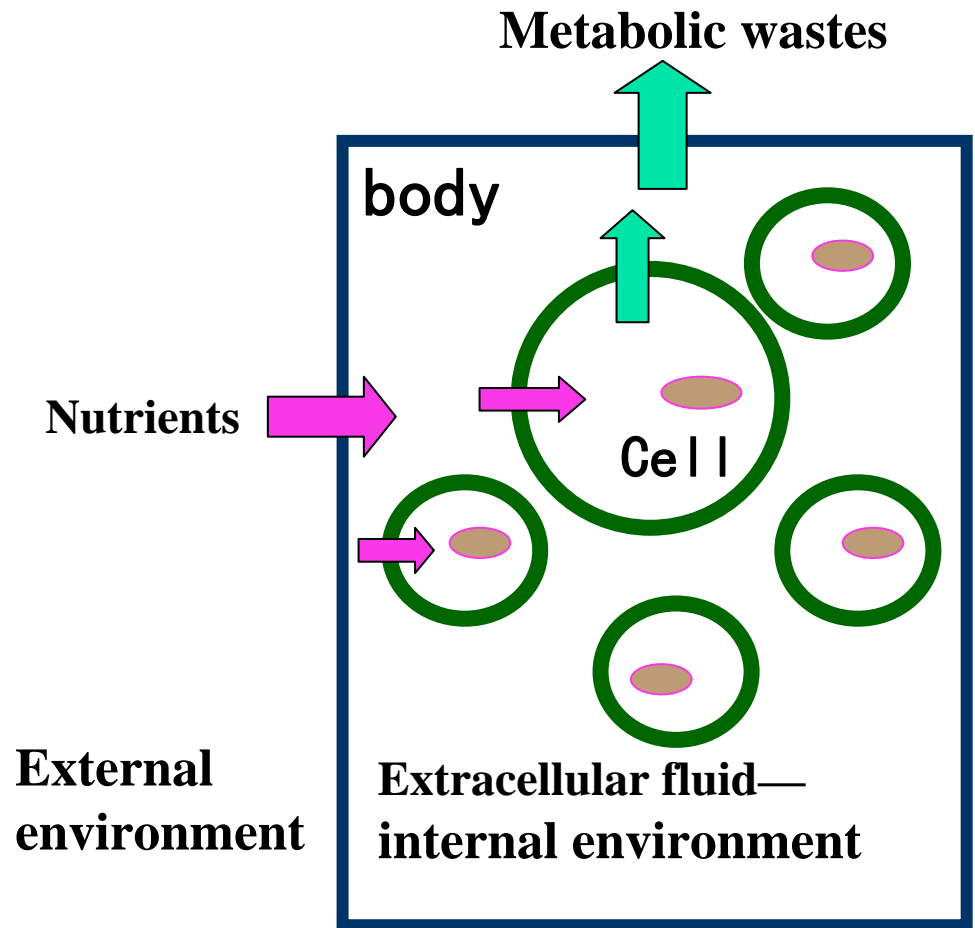 Metabolic wastes
body
Nutrients
Cell
External
environment
Extracellular fluid—
internal environment